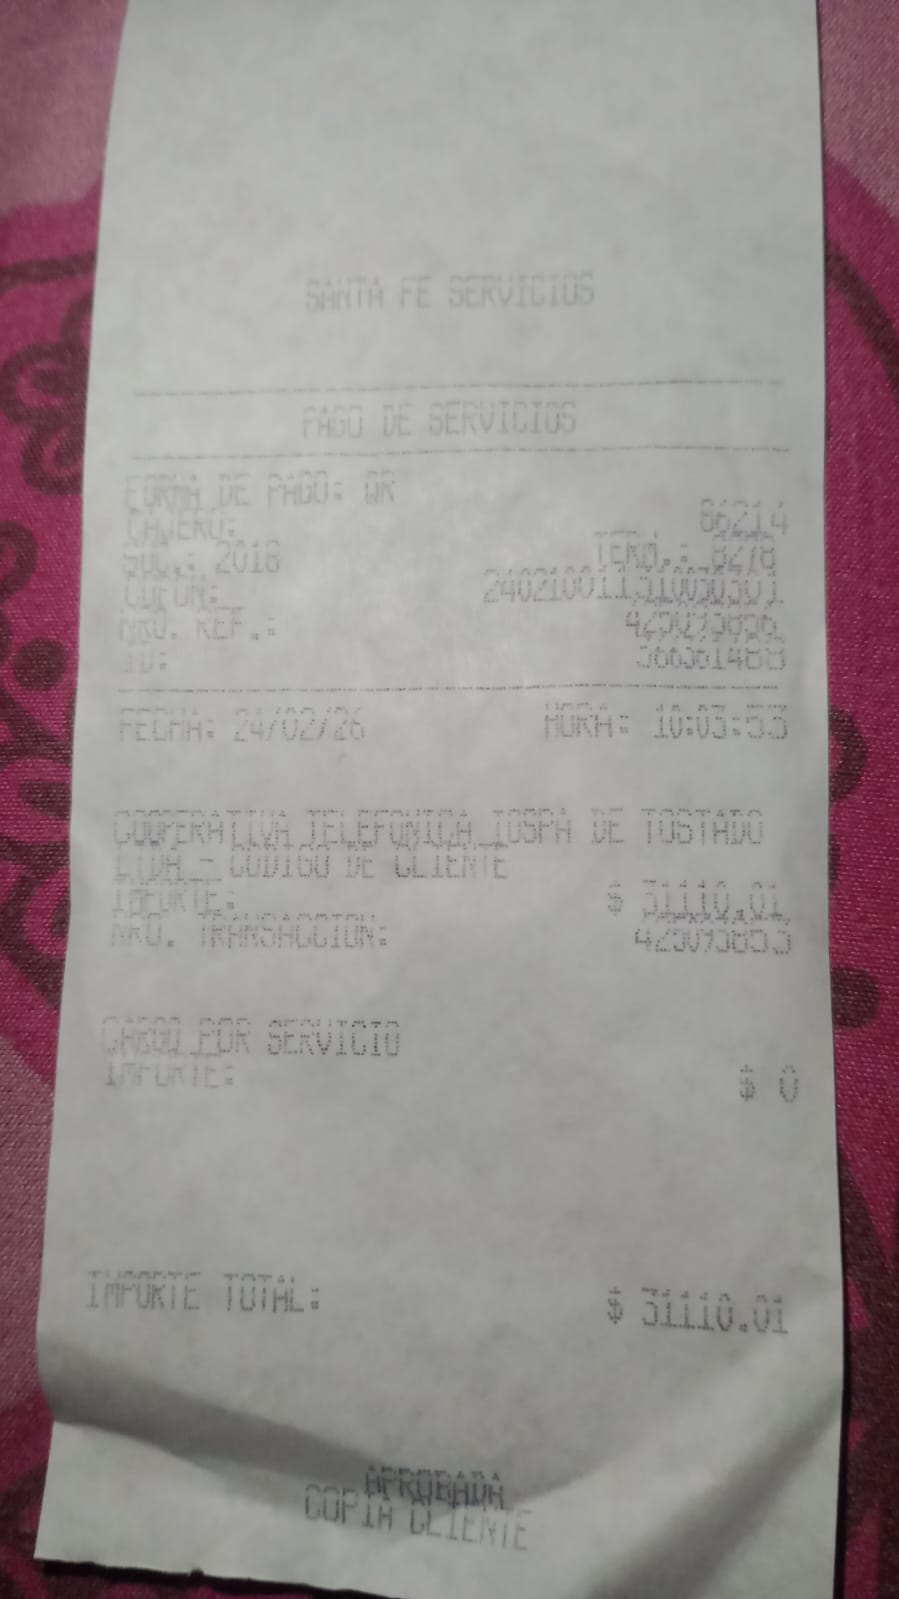 SANTA FE SERVICIOS
PAGO DE SERVICIOS
FORMA DE PAGO: QR
CAJERO: 86214
SUC.: 2018 TERM.: 8278
CUPON:
NRO. REF.:
ID:
FECHA: 24/02/26 HORA: 10:03:53
COOPERATIVA TELEFONICA DE TOSTADO
LTDA - CODIGO DE CLIENTE
IMPORTE: $ 31110.01
NRO. TRANSACCION: 425093853
CARGO POR SERVICIO
IMPORTE: $ 0
IMPORTE TOTAL: $ 31110.01
APROBADA
COPIA CLIENTE